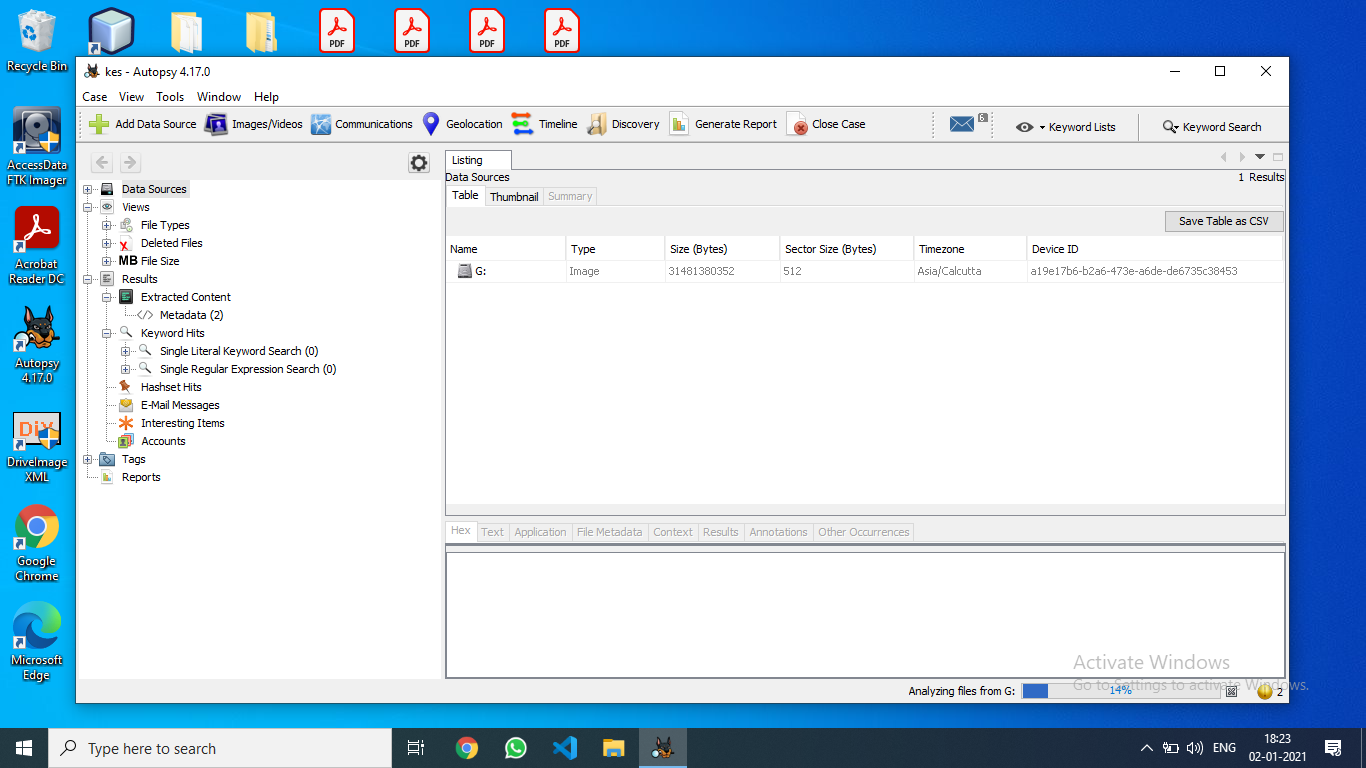 PDF
PDF
PDF
PDF
Recycle Bin
AccessData
FTK Imager
Acrobat
Reader DC
Autopsy
4.17.0
DiX
DriveImage
XML
Google
Chrome
Microsoft
Edge
kes - Autopsy 4.17.0
Case View Tools Window Help
Add Data Source Images/Videos Communications Geolocation Timeline Discovery Generate Report Close Case 6 Keyword Lists Keyword Search
Data Sources
Views
File Types
Deleted Files
MB File Size
Results
Extracted Content
</> Metadata (2)
Keyword Hits
Single Literal Keyword Search (0)
Single Regular Expression Search (0)
Hashset Hits
E-Mail Messages
Interesting Items
Accounts
Tags
Reports
Listing
Data Sources 1 Results
Table Thumbnail Summary
Save Table as CSV
Name Type Size (Bytes) Sector Size (Bytes) Timezone Device ID
G: Image 31481380352 512 Asia/Calcutta a19e17b6-b2a6-473e-a6de-de6735c38453
Hex Text Application File Metadata Context Results Annotations Other Occurrences
Activate Windows
Go to Settings to activate Windows.
Analyzing files from G: 14% 2
Type here to search
ENG
18:23
02-01-2021